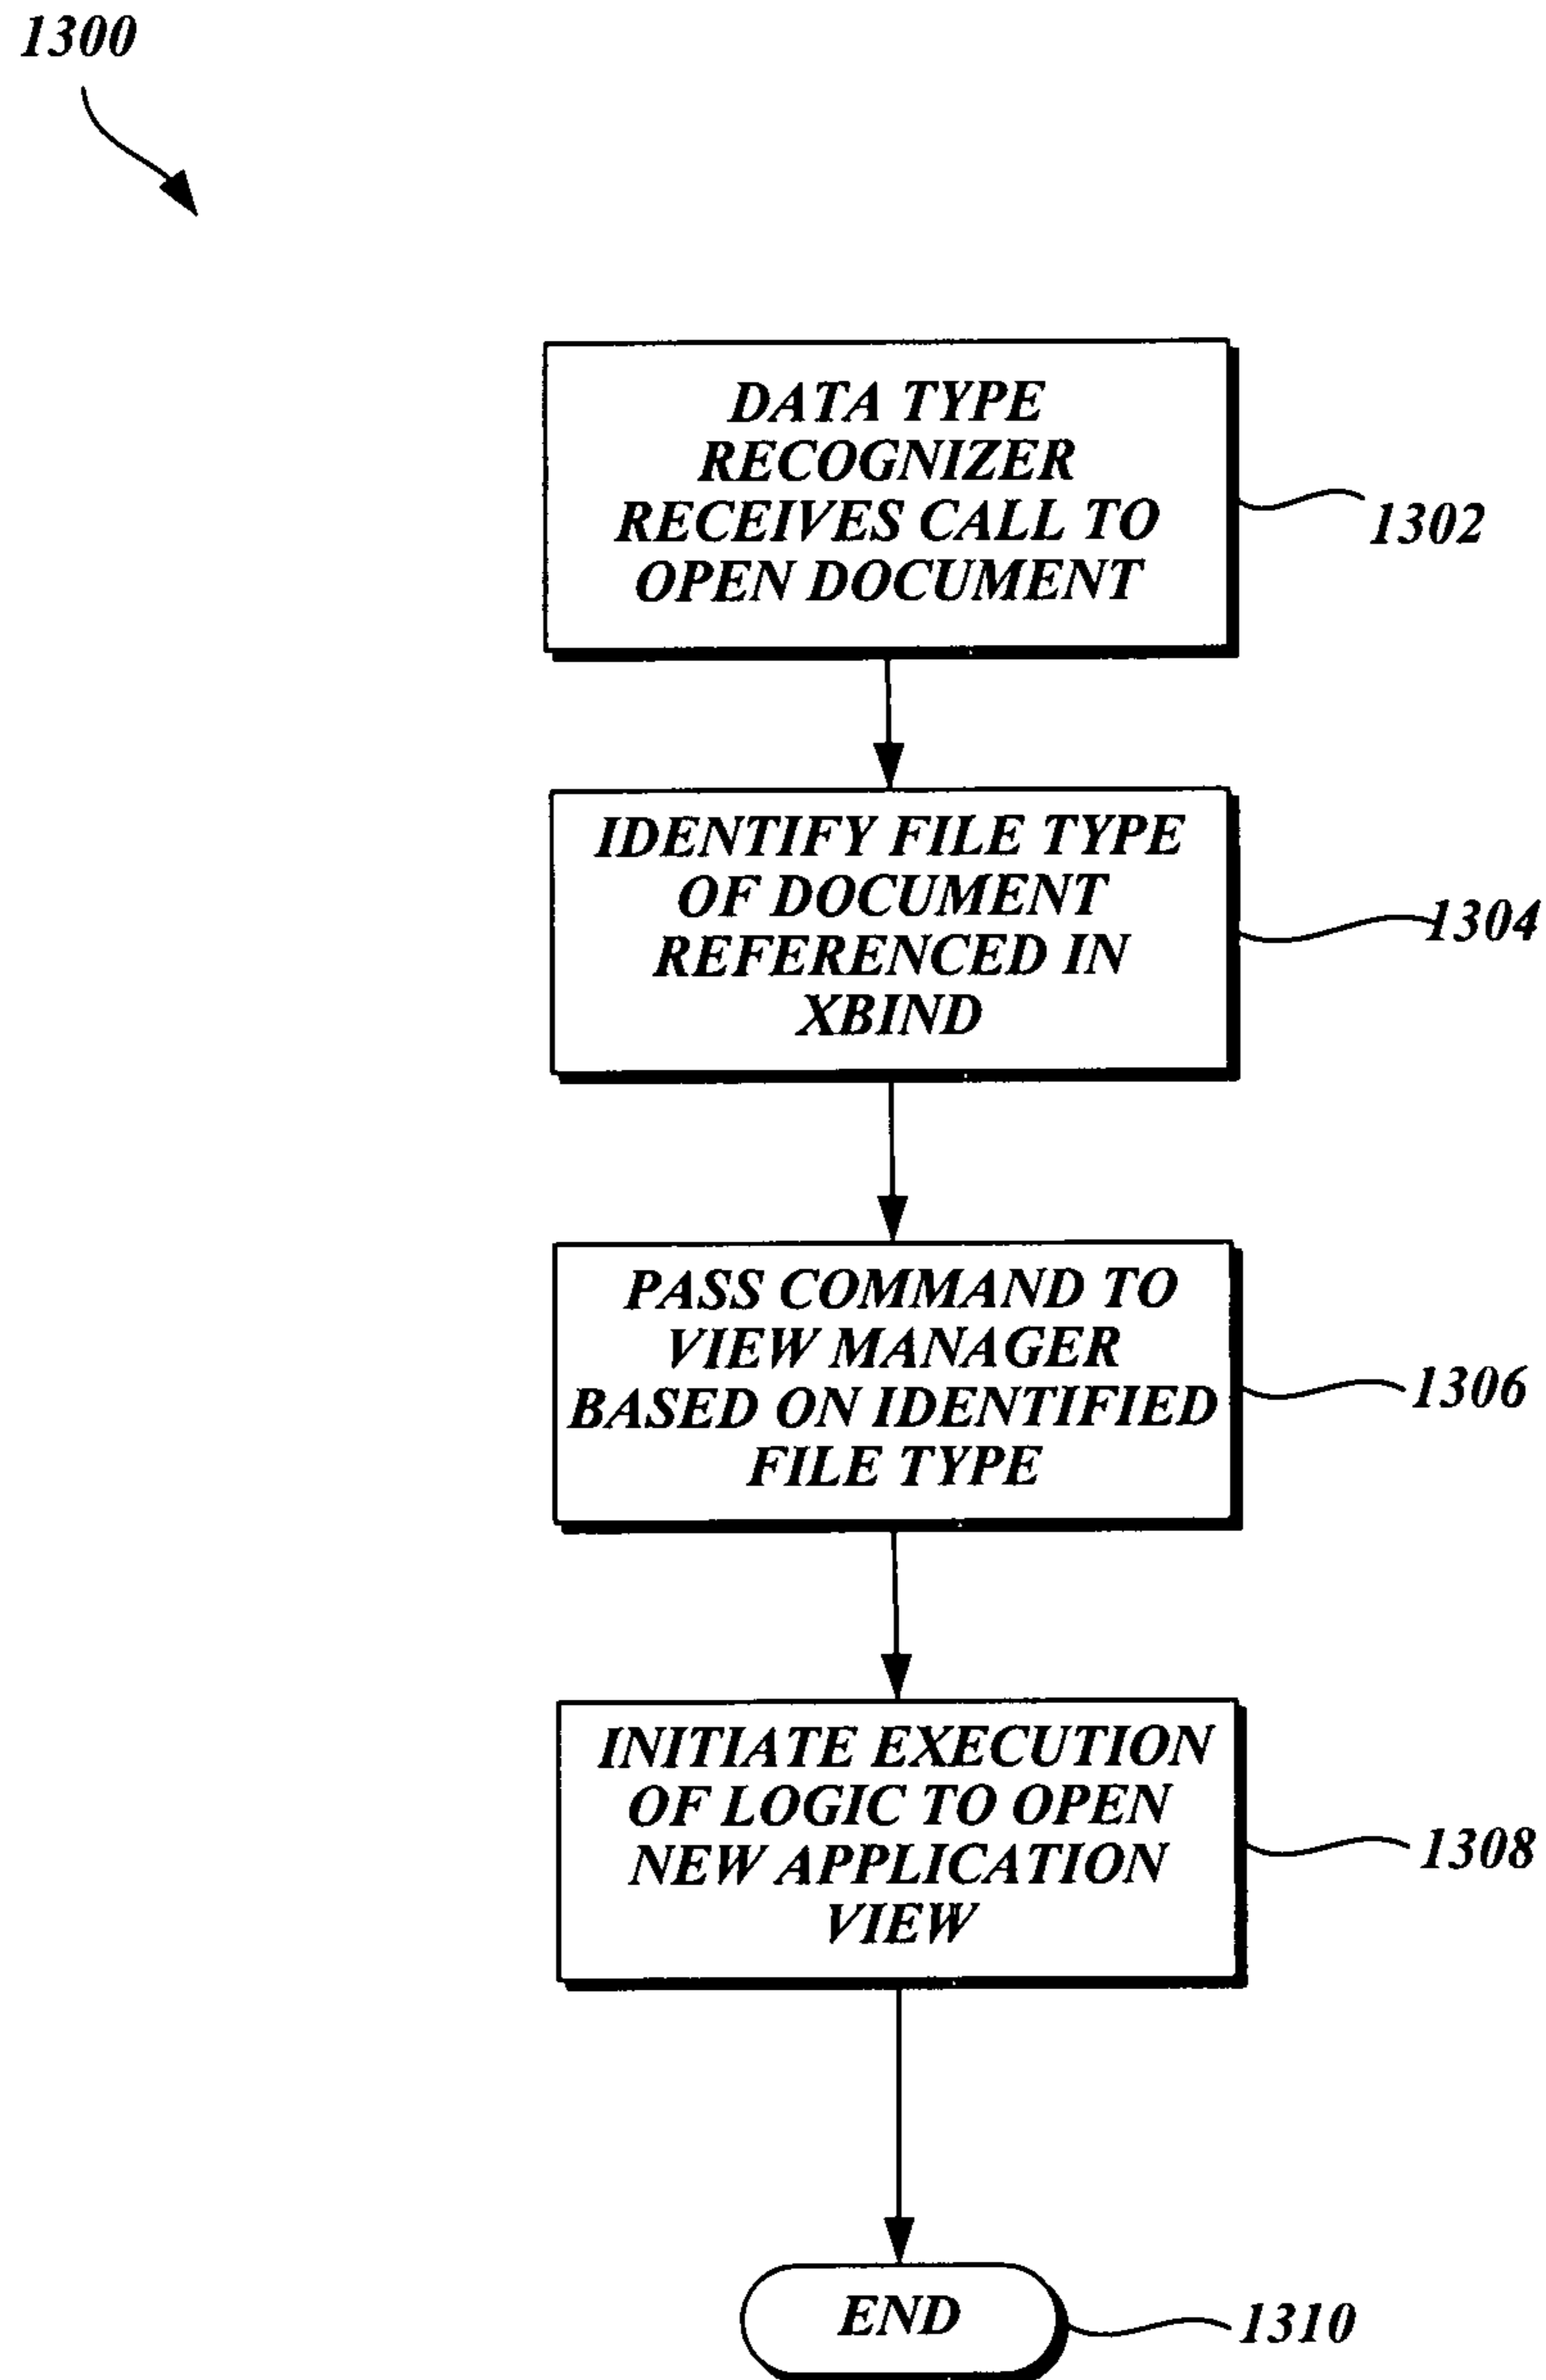 1300
DATA TYPE
RECOGNIZER
RECEIVES CALL TO
OPEN DOCUMENT
1302
IDENTIFY FILE TYPE
OF DOCUMENT
REFERENCED IN
XBIND
1304
PASS COMMAND TO
VIEW MANAGER
BASED ON IDENTIFIED
FILE TYPE
1306
INITIATE EXECUTION
OF LOGIC TO OPEN
NEW APPLICATION
VIEW
1308
END
1310